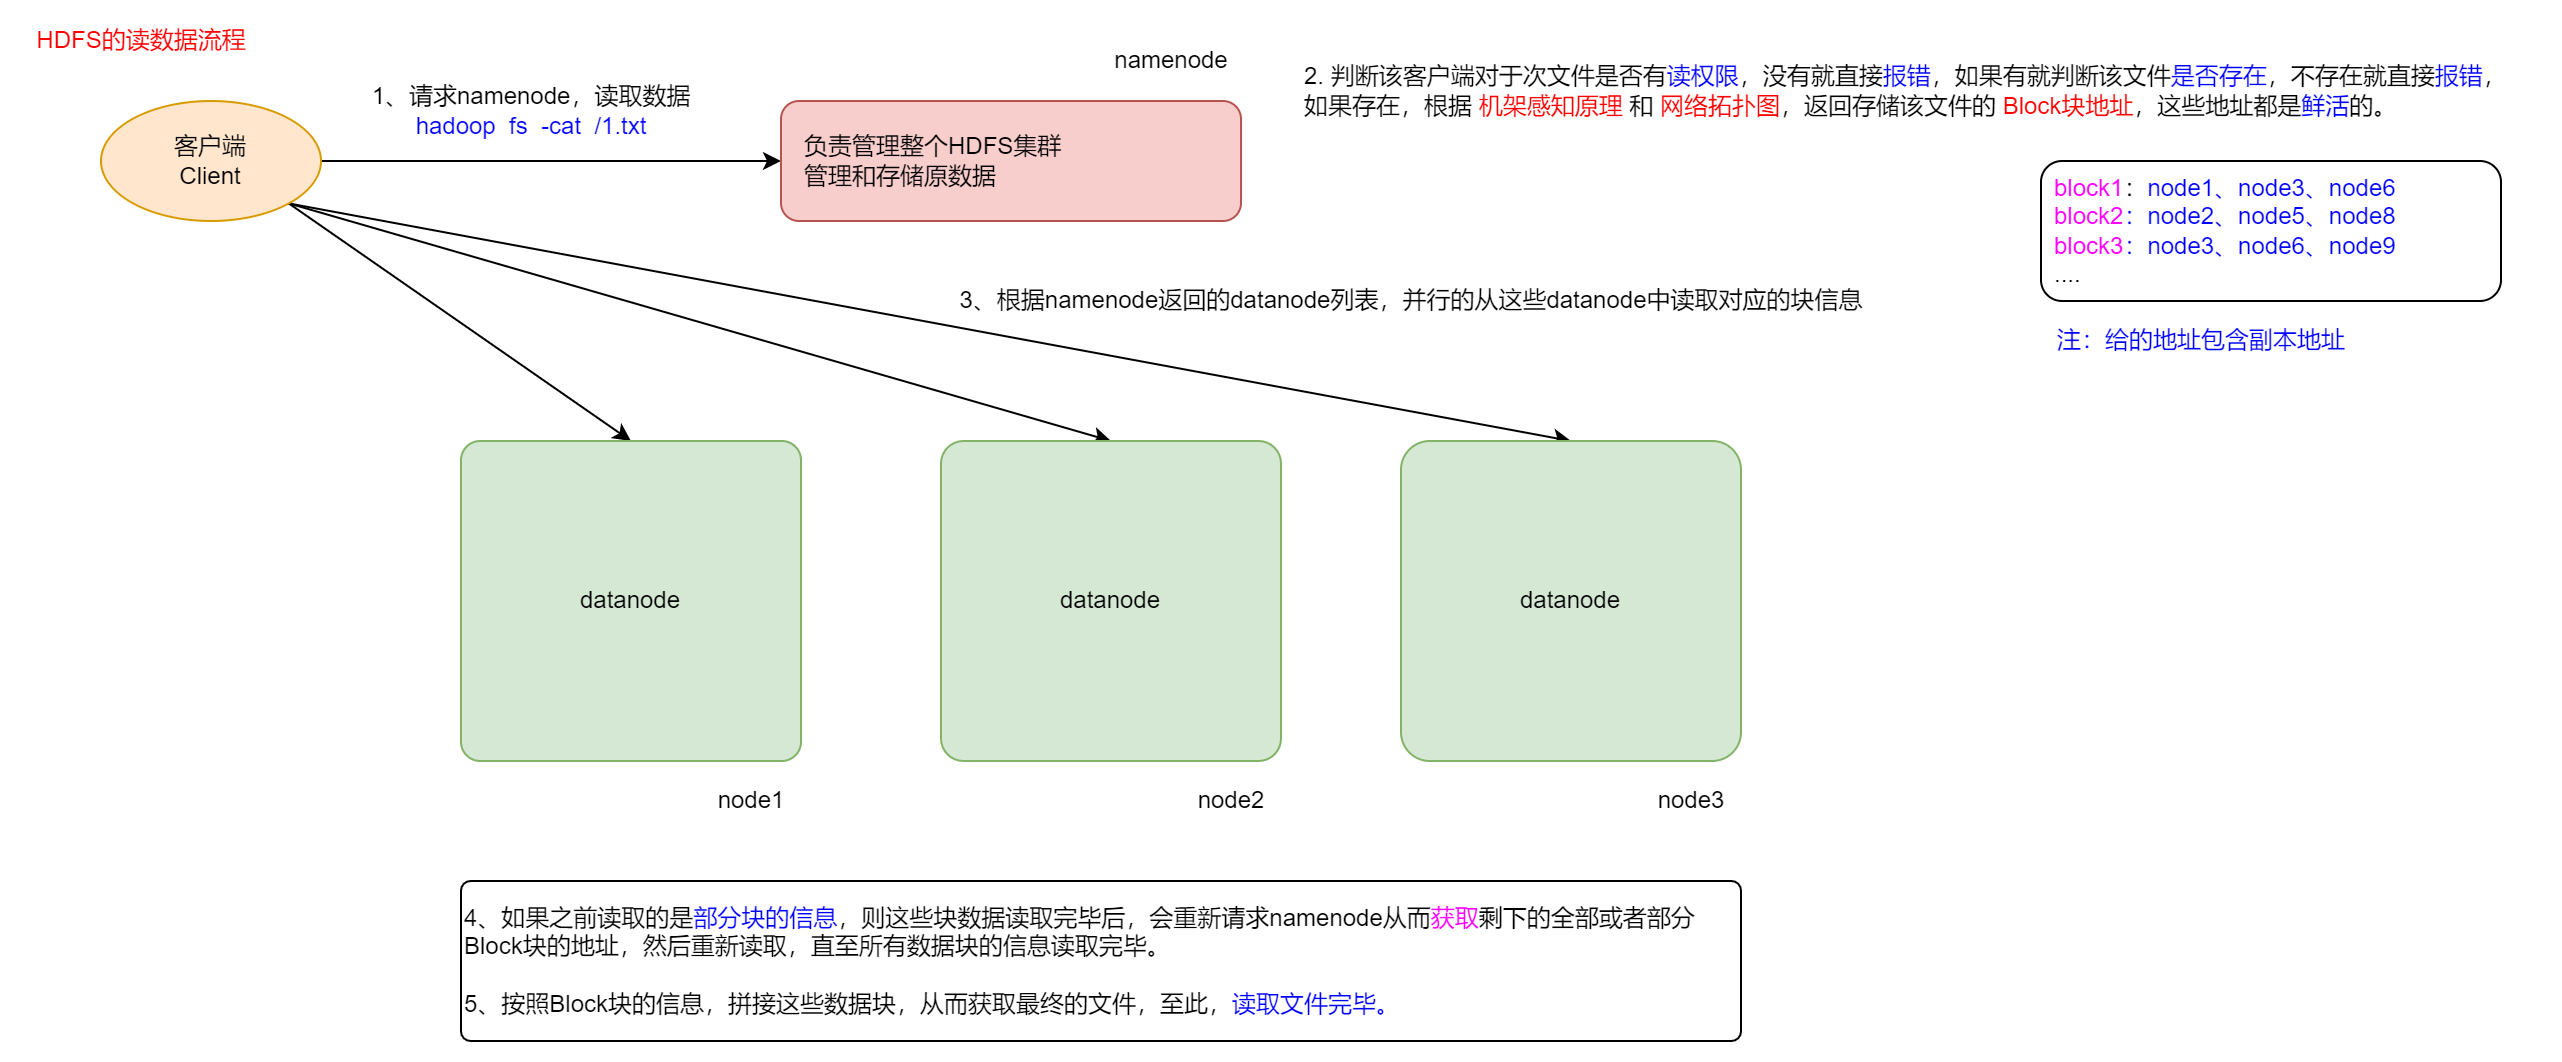 HDFS的读数据流程
namenode
1、请求namenode，读取数据
hadoop fs -cat /1.txt
客户端
Client
负责管理整个HDFS集群
管理和存储原数据
2. 判断该客户端对于次文件是否有读权限，没有就直接报错，如果有就判断该文件是否存在，不存在就直接报错，
如果存在，根据 机架感知原理 和 网络拓扑图，返回存储该文件的 Block块地址，这些地址都是鲜活的。
block1：node1、node3、node6
block2：node2、node5、node8
block3：node3、node6、node9
....
注：给的地址包含副本地址
3、根据namenode返回的datanode列表，并行的从这些datanode中读取对应的块信息
datanode
datanode
datanode
node1
node2
node3
4、如果之前读取的是部分块的信息，则这些块数据读取完毕后，会重新请求namenode从而获取剩下的全部或者部分
Block块的地址，然后重新读取，直至所有数据块的信息读取完毕。
5、按照Block块的信息，拼接这些数据块，从而获取最终的文件，至此，读取文件完毕。